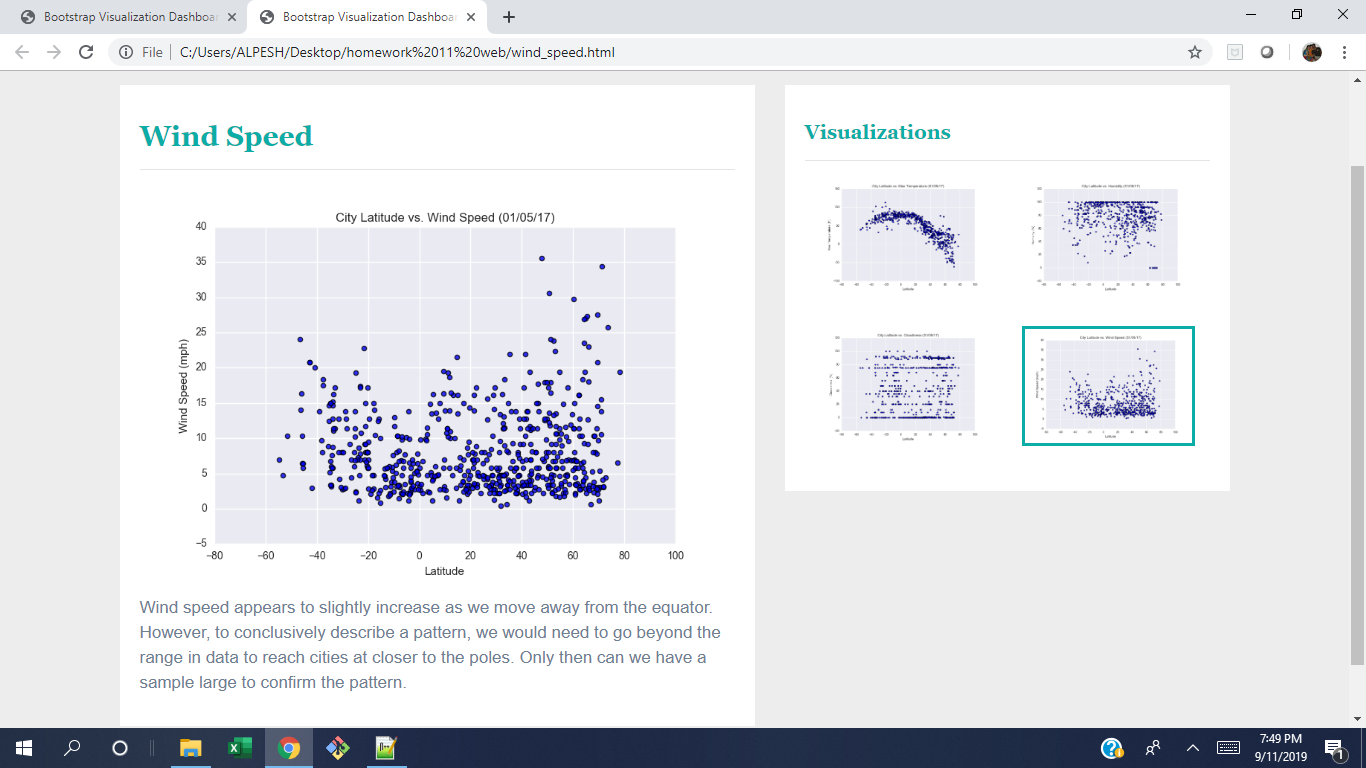 Bootstrap Visualization Dashboar
Bootstrap Visualization Dashboar
File
C:/Users/ALPESH/Desktop/homework%2011%20web/wind_speed.html
Wind Speed
City Latitude vs. Wind Speed (01/05/17)
40
35
30
25
20
15
10
5
0
−5
Wind Speed (mph)
−80 −60 −40 −20 0 20 40 60 80 100
Latitude
Wind speed appears to slightly increase as we move away from the equator.
However, to conclusively describe a pattern, we would need to go beyond the
range in data to reach cities at closer to the poles. Only then can we have a
sample large to confirm the pattern.
Visualizations
Latitude
Latitude
Latitude
Latitude
7:49 PM
9/11/2019
1